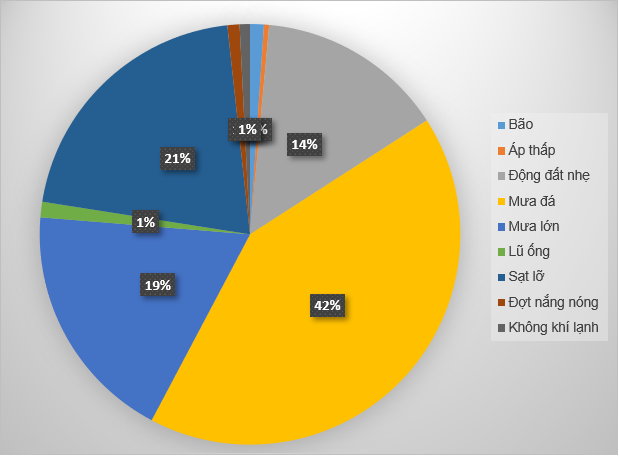 1%
14%
21%
1%
19%
42%
Bão
Áp thấp
Động đất nhẹ
Mưa đá
Mưa lớn
Lũ ống
Sạt lỡ
Đợt nắng nóng
Không khí lạnh